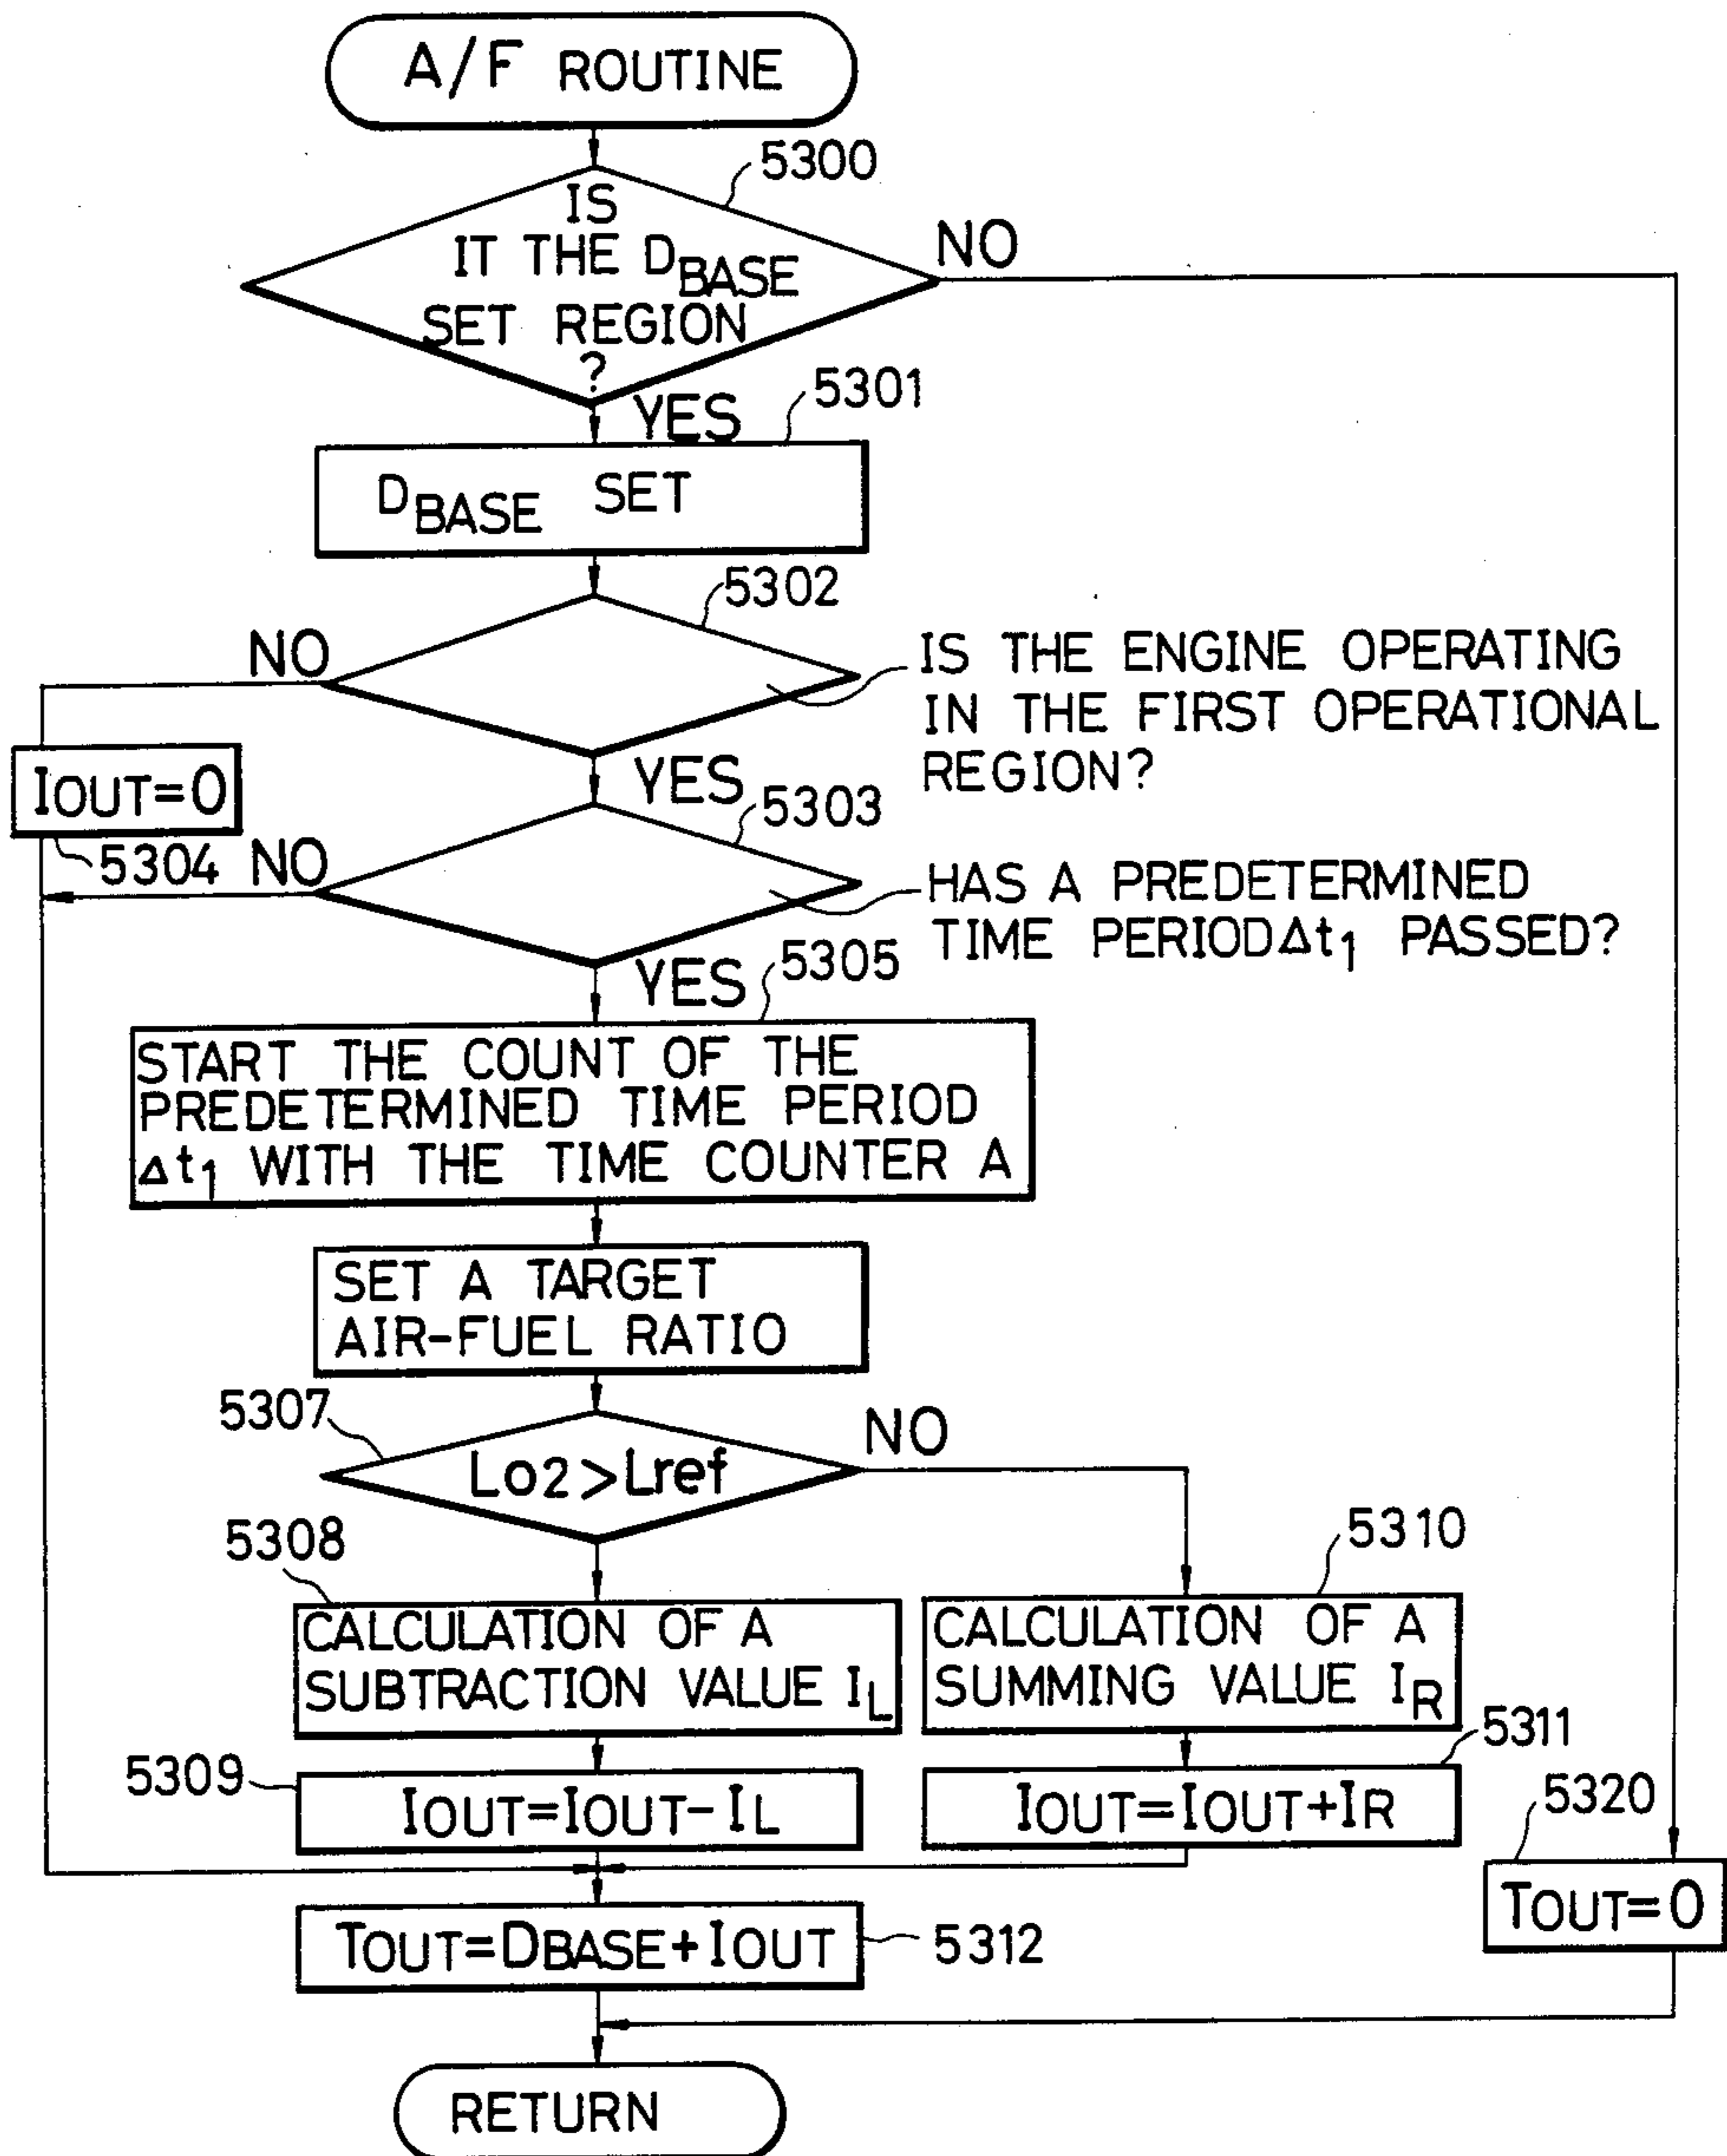 A/F ROUTINE
5300
IS
IT THE DBASE
SET REGION
?
NO
YES
5301
DBASE SET
5302
NO
IS THE ENGINE OPERATING
IN THE FIRST OPERATIONAL
REGION?
YES
IOUT=0
5304
5303
NO
HAS A PREDETERMINED
TIME PERIOD Δt1 PASSED?
YES
5305
START THE COUNT OF THE
PREDETERMINED TIME PERIOD
Δt1 WITH THE TIME COUNTER A
SET A TARGET
AIR-FUEL RATIO
5307
Lo2>Lref
NO
5308
CALCULATION OF A
SUBTRACTION VALUE IL
5310
CALCULATION OF A
SUMMING VALUE IR
5309
IOUT=IOUT-IL
5311
IOUT=IOUT+IR
5320
TOUT=0
TOUT=DBASE+IOUT
5312
RETURN